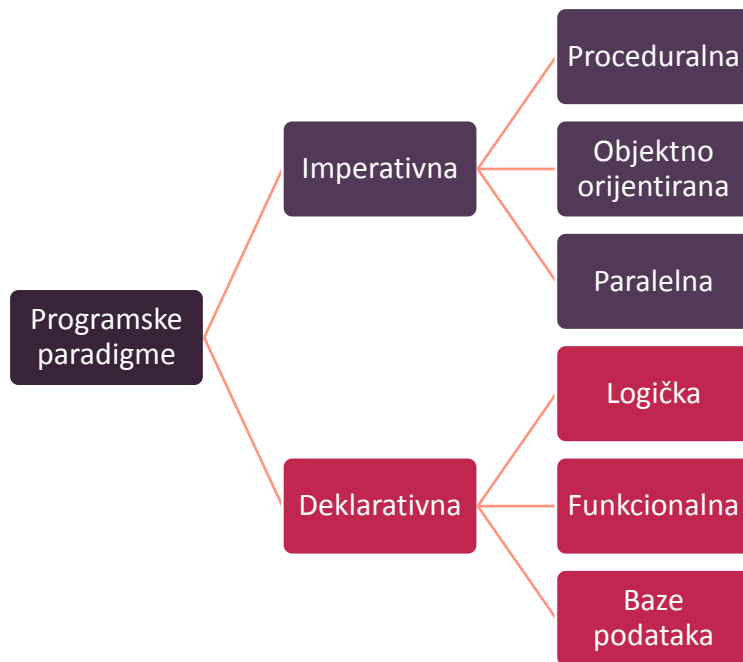 Programske
paradigme
Imperativna
Proceduralna
Objektno
orijentirana
Paralelna
Deklarativna
Logička
Funkcionalna
Baze
podataka